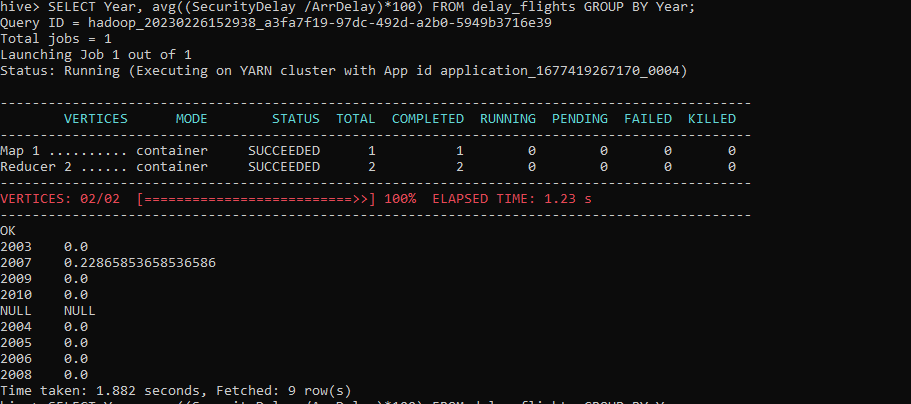 hive> SELECT Year, avg((SecurityDelay /ArrDelay)*100) FROM delay_flights GROUP BY Year;
Query ID = hadoop_20230226152938_a3fa7f19-97dc-492d-a2b0-5949b3716e39
Total jobs = 1
Launching Job 1 out of 1
Status: Running (Executing on YARN cluster with App id application_1677419267170_0004)
----------------------------------------------------------------------------------------------
VERTICES MODE STATUS TOTAL COMPLETED RUNNING PENDING FAILED KILLED
----------------------------------------------------------------------------------------------
Map 1 .......... container SUCCEEDED 1 1 0 0 0 0
Reducer 2 ...... container SUCCEEDED 2 2 0 0 0 0
----------------------------------------------------------------------------------------------
VERTICES: 02/02 [==========================>>] 100% ELAPSED TIME: 1.23 s
----------------------------------------------------------------------------------------------
OK
2003 0.0
2007 0.22865853658536586
2009 0.0
2010 0.0
NULL NULL
2004 0.0
2005 0.0
2006 0.0
2008 0.0
Time taken: 1.882 seconds, Fetched: 9 row(s)